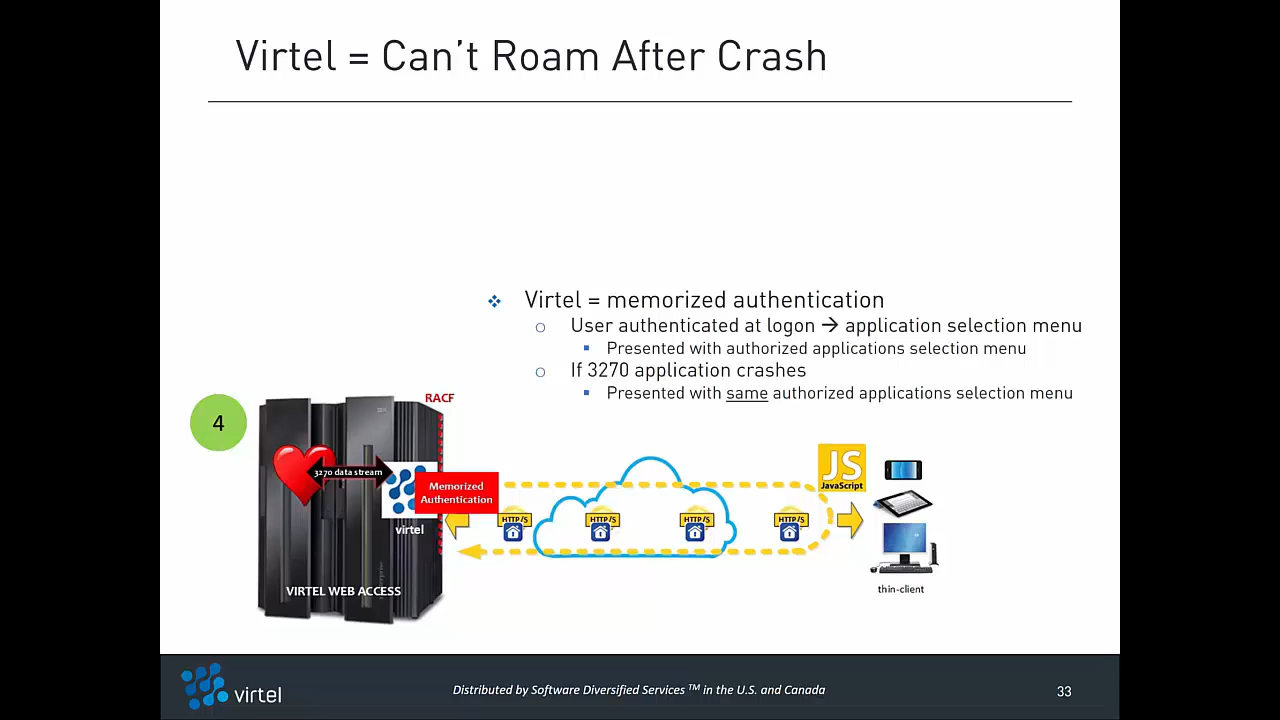 Virtel = Can't Roam After Crash
❖ Virtel = memorized authentication
o User authenticated at logon → application selection menu
▪ Presented with authorized applications selection menu
o If 3270 application crashes
▪ Presented with same authorized applications selection menu
4
RACF
3270 data stream
Memorized
Authentication
virtel
VIRTEL WEB ACCESS
HTTP/S
HTTP/S
HTTP/S
HTTP/S
JS
JavaScript
thin-client
virtel
Distributed by Software Diversified Services TM in the U.S. and Canada
33